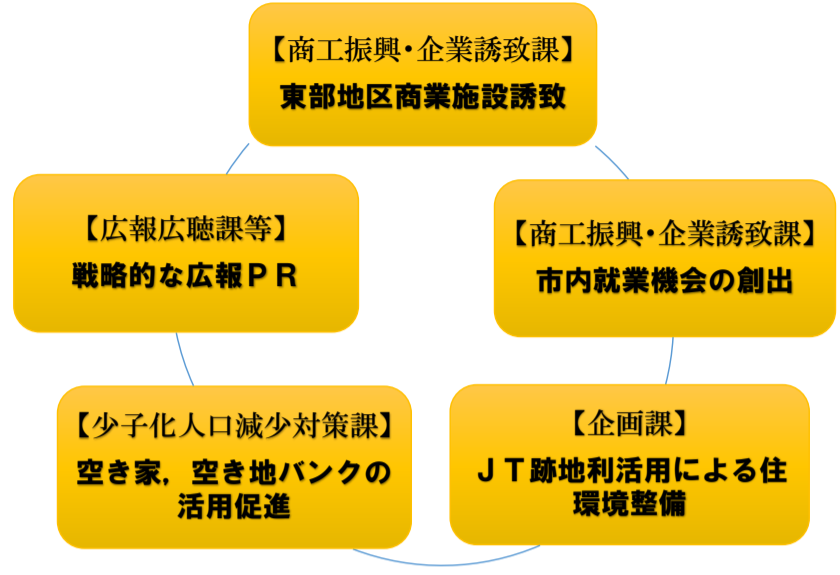 【商工振興・企業誘致課】
東部地区商業施設誘致
【商工振興・企業誘致課】
市内就業機会の創出
【企画課】
ＪＴ跡地利活用による住
環境整備
【少子化人口減少対策課】
空き家，空き地バンクの
活用促進
【広報広聴課等】
戦略的な広報ＰＲ